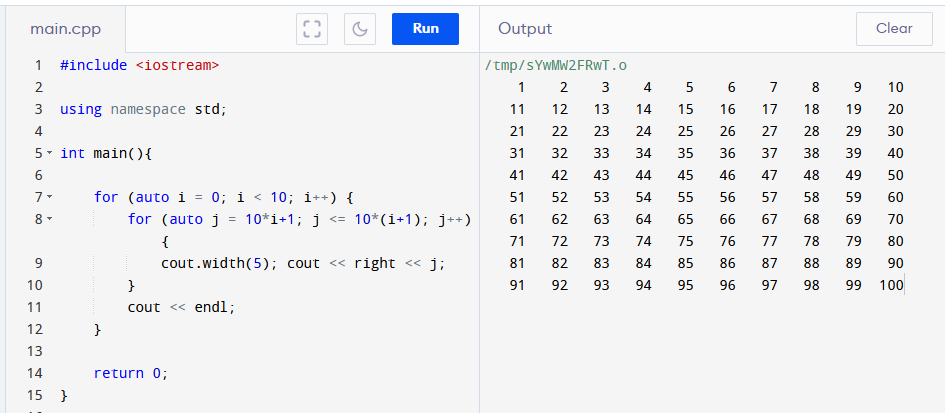 main.cpp
Run
1 #include <iostream>
2
3 using namespace std;
4
5 int main(){
6
7 for (auto i = 0; i < 10; i++) {
8 for (auto j = 10*i+1; j <= 10*(i+1); j++)
{
9 cout.width(5); cout << right << j;
10 }
11 cout << endl;
12 }
13
14 return 0;
15 }
Output
Clear
/tmp/sYwMW2FRwT.o
1 2 3 4 5 6 7 8 9 10
11 12 13 14 15 16 17 18 19 20
21 22 23 24 25 26 27 28 29 30
31 32 33 34 35 36 37 38 39 40
41 42 43 44 45 46 47 48 49 50
51 52 53 54 55 56 57 58 59 60
61 62 63 64 65 66 67 68 69 70
71 72 73 74 75 76 77 78 79 80
81 82 83 84 85 86 87 88 89 90
91 92 93 94 95 96 97 98 99 100